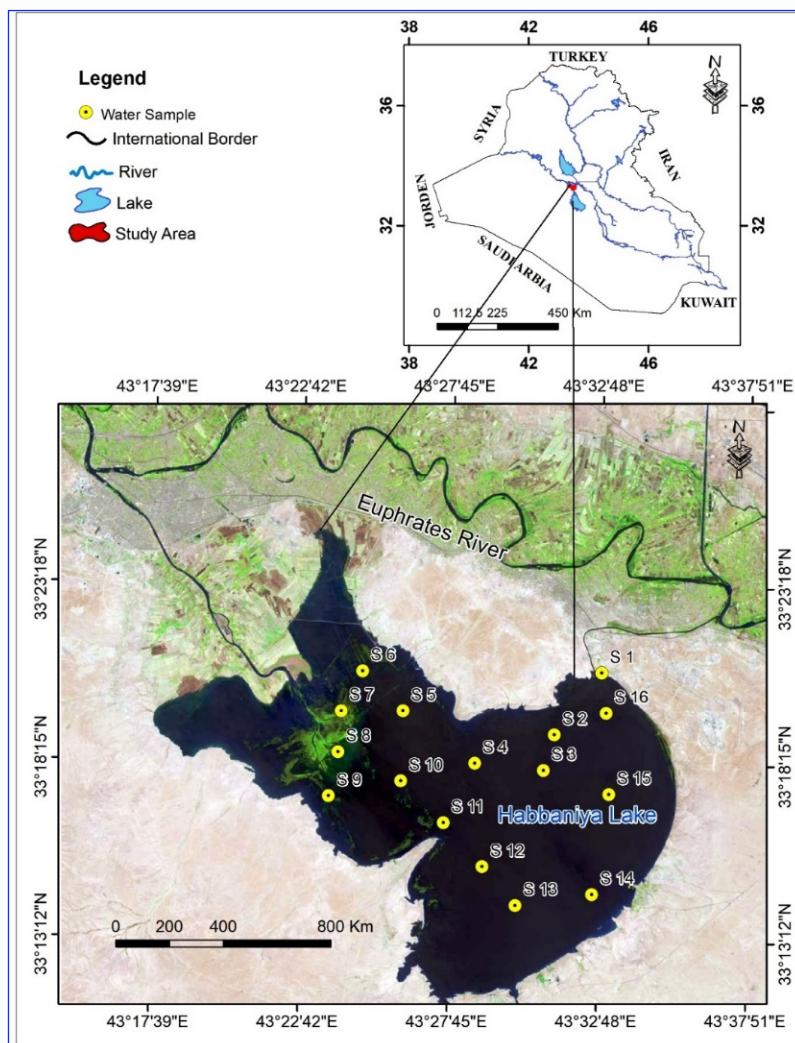 38 42 46
TURKEY
N
Legend
Water Sample
International Border
River
Lake
Study Area
36
36
SYRIA
IRAN
JORDEN
32
32
SAUDI ARBIA
KUWAIT
0 112.5 225 450 Km
38 42 46
43°17'39"E 43°22'42"E 43°27'45"E 43°32'48"E 43°37'51"E
N
Euphrates River
33°23'18"N
33°23'18"N
S 6
S 1
S 7
S 5
S 16
S 2
S 8
S 4
S 3
33°18'15"N
33°18'15"N
S 9
S 10
S 15
S 11
Habbaniya Lake
S 12
S 13
S 14
33°13'12"N
33°13'12"N
0 200 400 800 Km
43°17'39"E 43°22'42"E 43°27'45"E 43°32'48"E 43°37'51"E